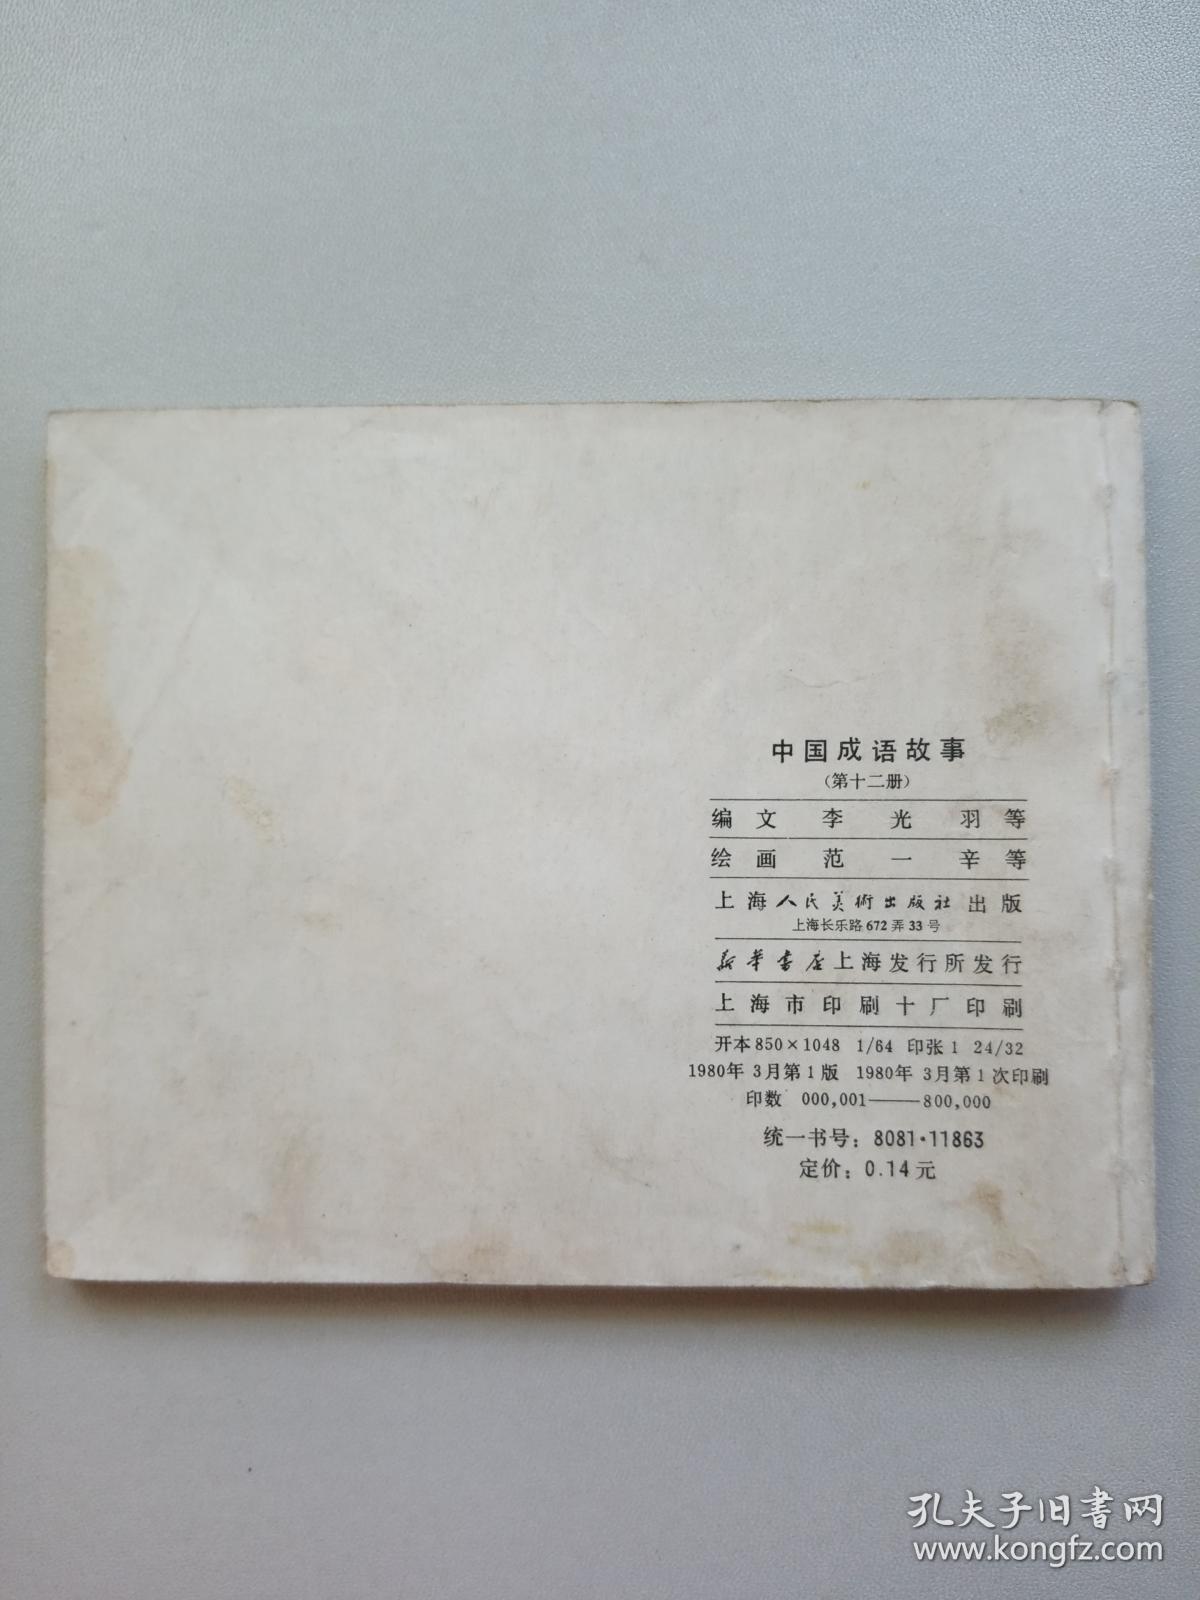 中国成语故事
（第十二册）
编文 李光羽等
绘画 范一辛等
上海人民美術出版社出版
上海长乐路672弄33号
新华书店上海发行所发行
上海市印刷十厂印刷
开本850×1048 1/64 印张1 24/32
1980年3月第1版 1980年3月第1次印刷
印数 000,001——800,000
统一书号：8081·11863
定价：0.14元
孔夫子旧书网
www.kongfz.com